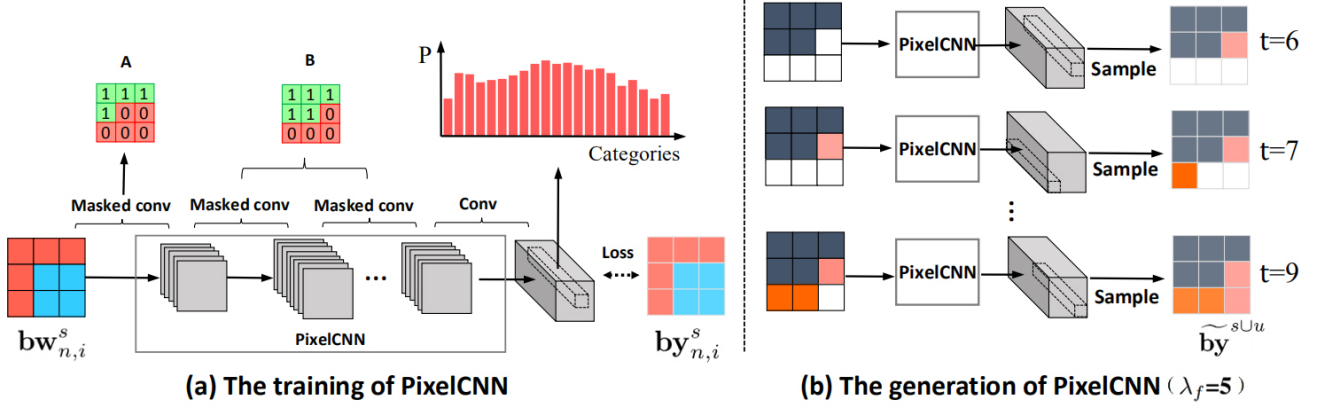 A
1 1 1
1 0 0
0 0 0
B
1 1 1
1 1 0
0 0 0
P
Categories
Masked conv
Masked conv
Masked conv
Conv
Loss
PixelCNN
bw^s_{n,i}
by^s_{n,i}
(a) The training of PixelCNN
PixelCNN
Sample
t=6
PixelCNN
Sample
t=7
PixelCNN
Sample
t=9
\widetilde{by}^{s∪u}
(b) The generation of PixelCNN (λ_f=5)